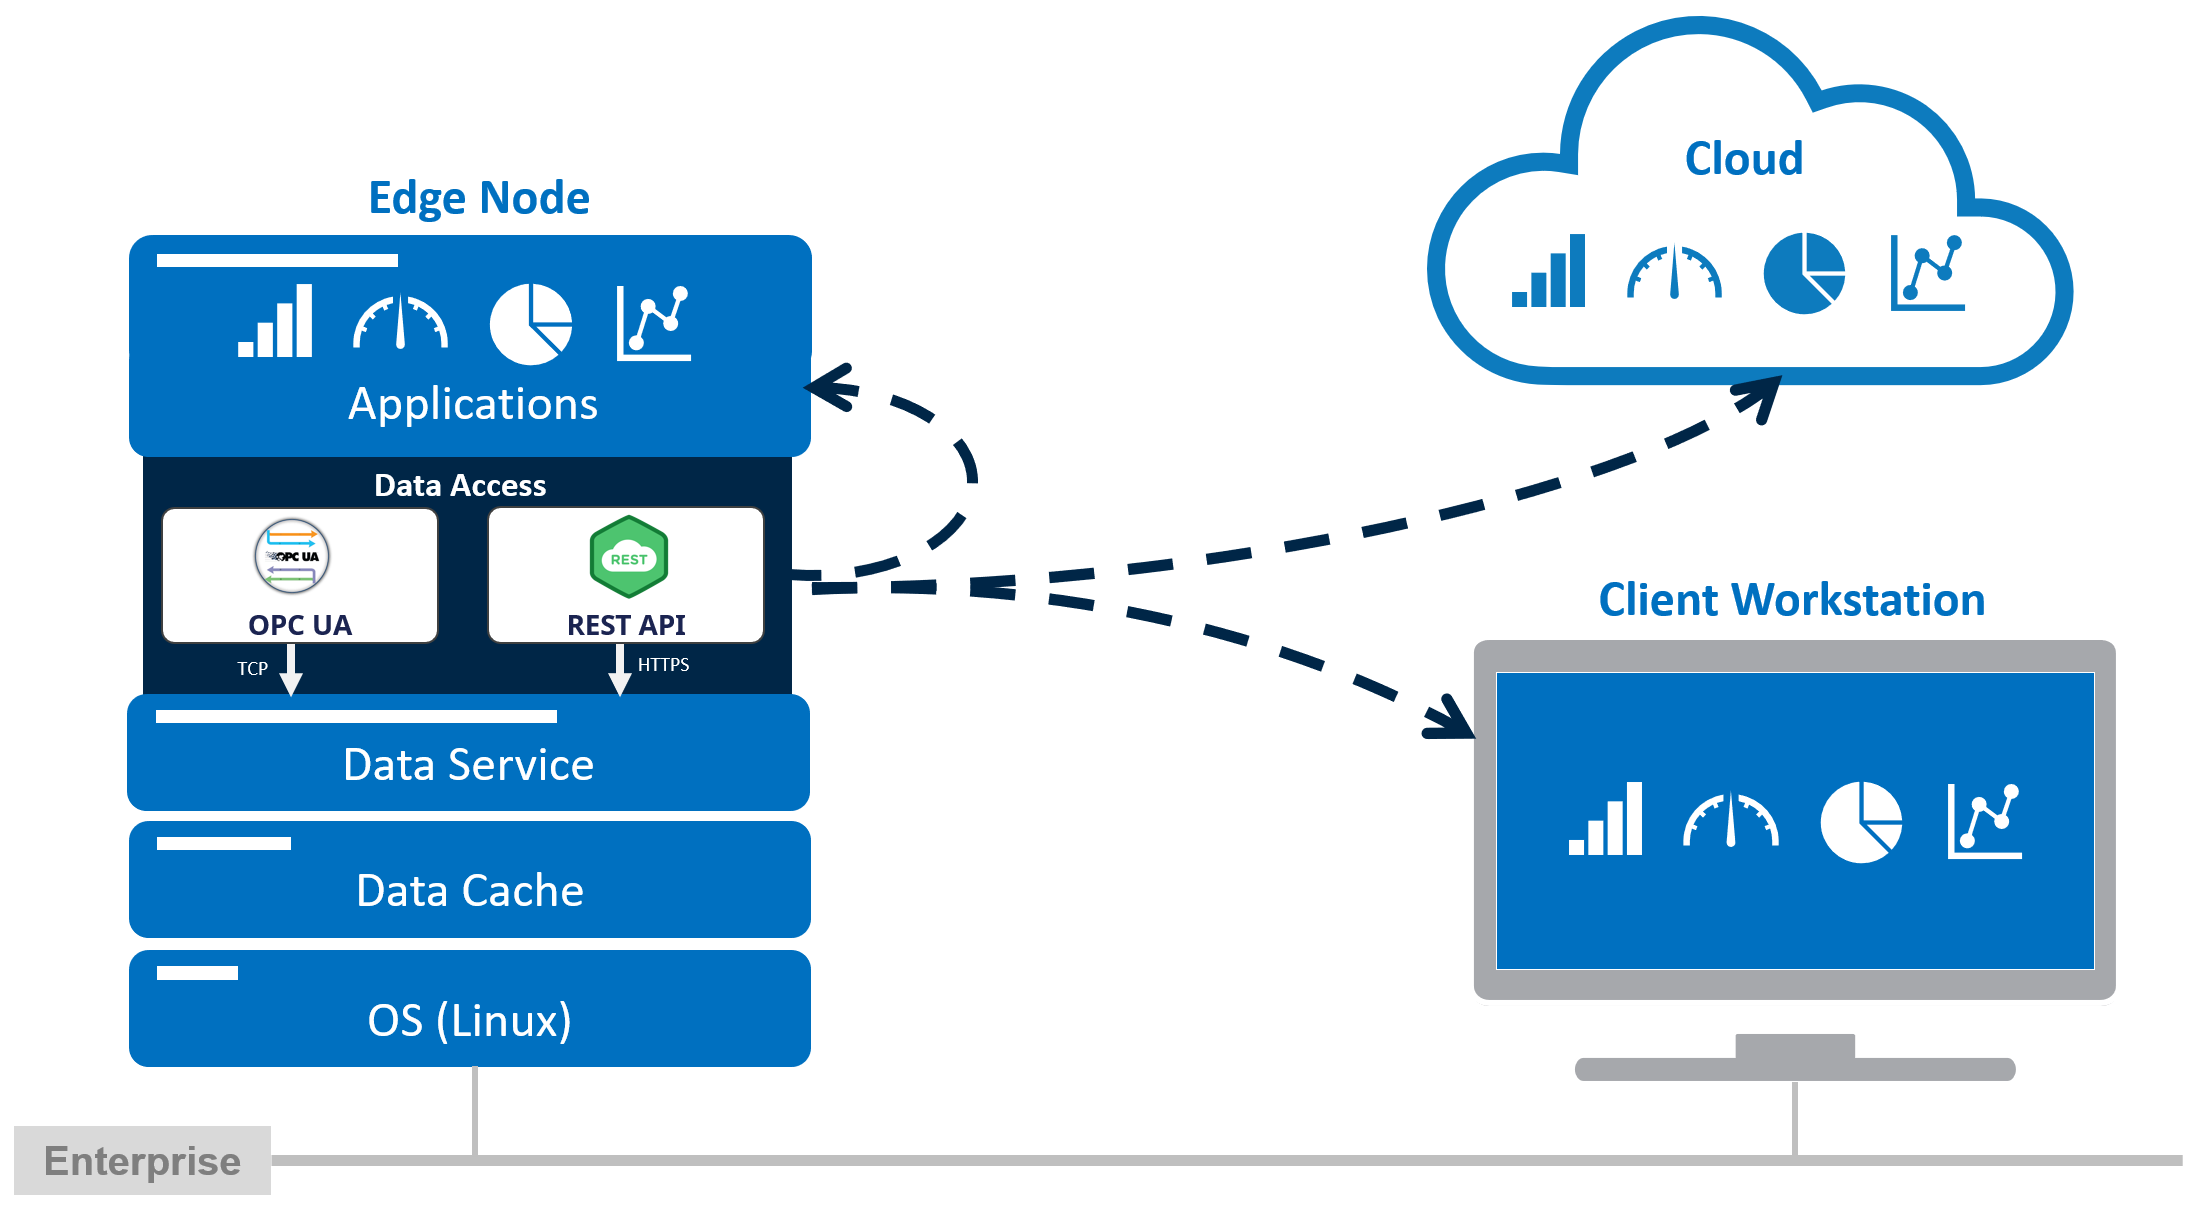 Cloud
Edge Node
Applications
Data Access
OPC UA
REST
OPC UA
REST API
TCP
HTTPS
Client Workstation
Data Service
Data Cache
OS (Linux)
Enterprise